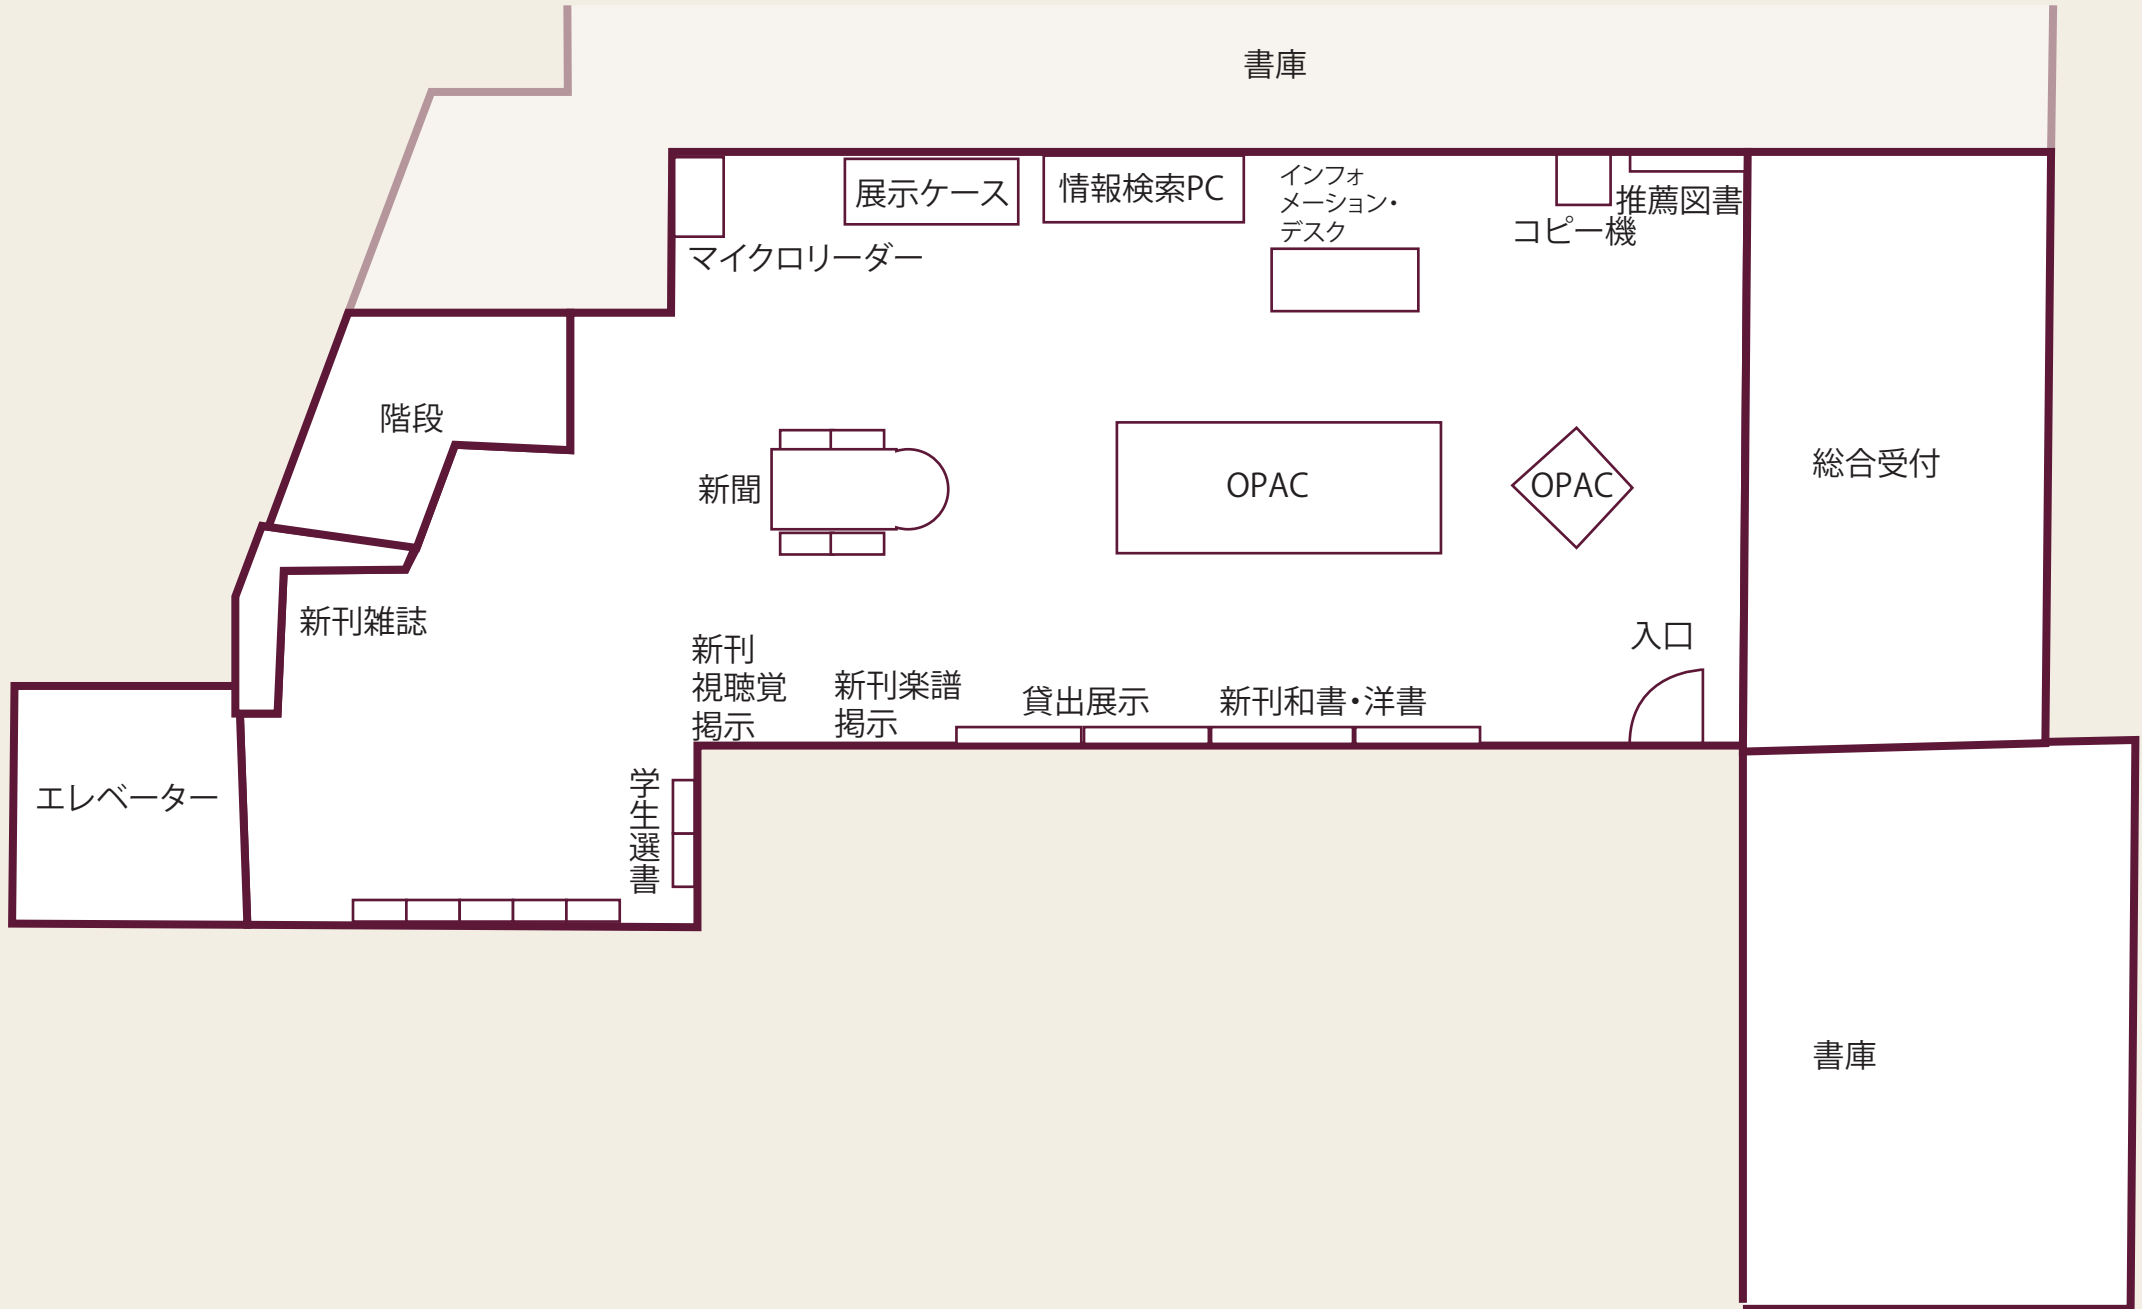 書庫
展示ケース
情報検索PC
インフォ
メーション・
デスク
推薦図書
コピー機
マイクロリーダー
階段
新聞
OPAC
OPAC
総合受付
新刊雑誌
入口
新刊
視聴覚
掲示
新刊楽譜
掲示
貸出展示
新刊和書・洋書
エレベーター
学生選書
書庫